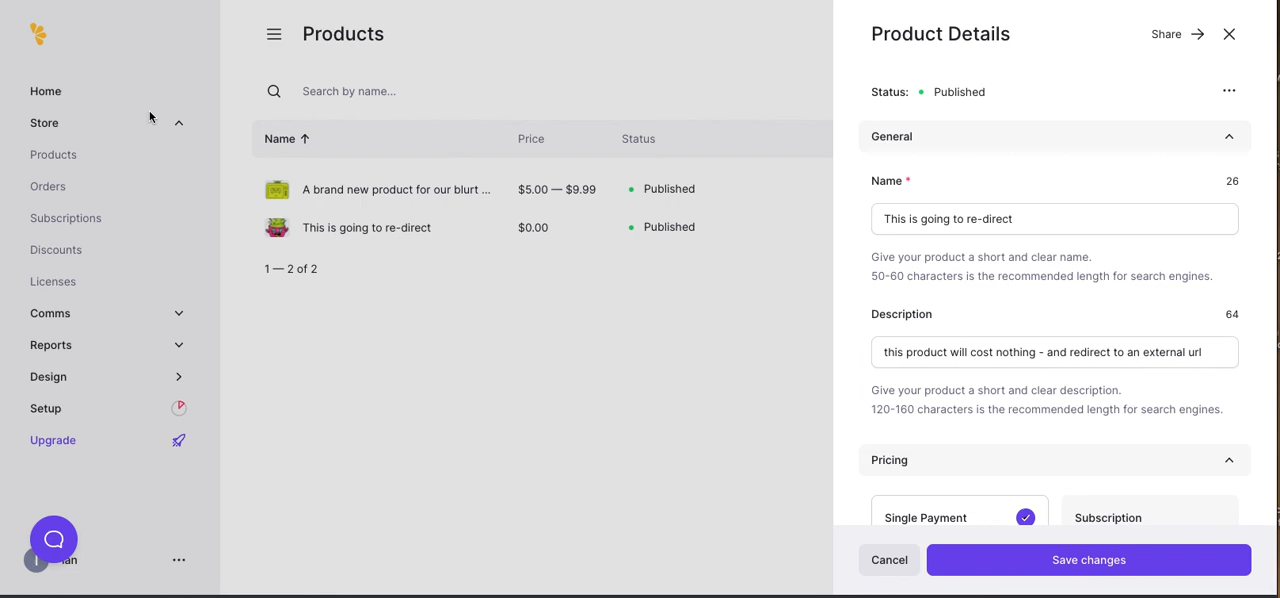 Home
Store
Products
Orders
Subscriptions
Discounts
Licenses
Comms
Reports
Design
Setup
Upgrade
I
Products
Search by name...
Name Price Status
A brand new product for our blurt ... $5.00 — $9.99 Published
This is going to re-direct $0.00 Published
1 — 2 of 2
Product Details Share
Status: Published
General
Name * 26
This is going to re-direct
Give your product a short and clear name.
50-60 characters is the recommended length for search engines.
Description 64
this product will cost nothing - and redirect to an external url
Give your product a short and clear description.
120-160 characters is the recommended length for search engines.
Pricing
Single Payment Subscription
Cancel Save changes